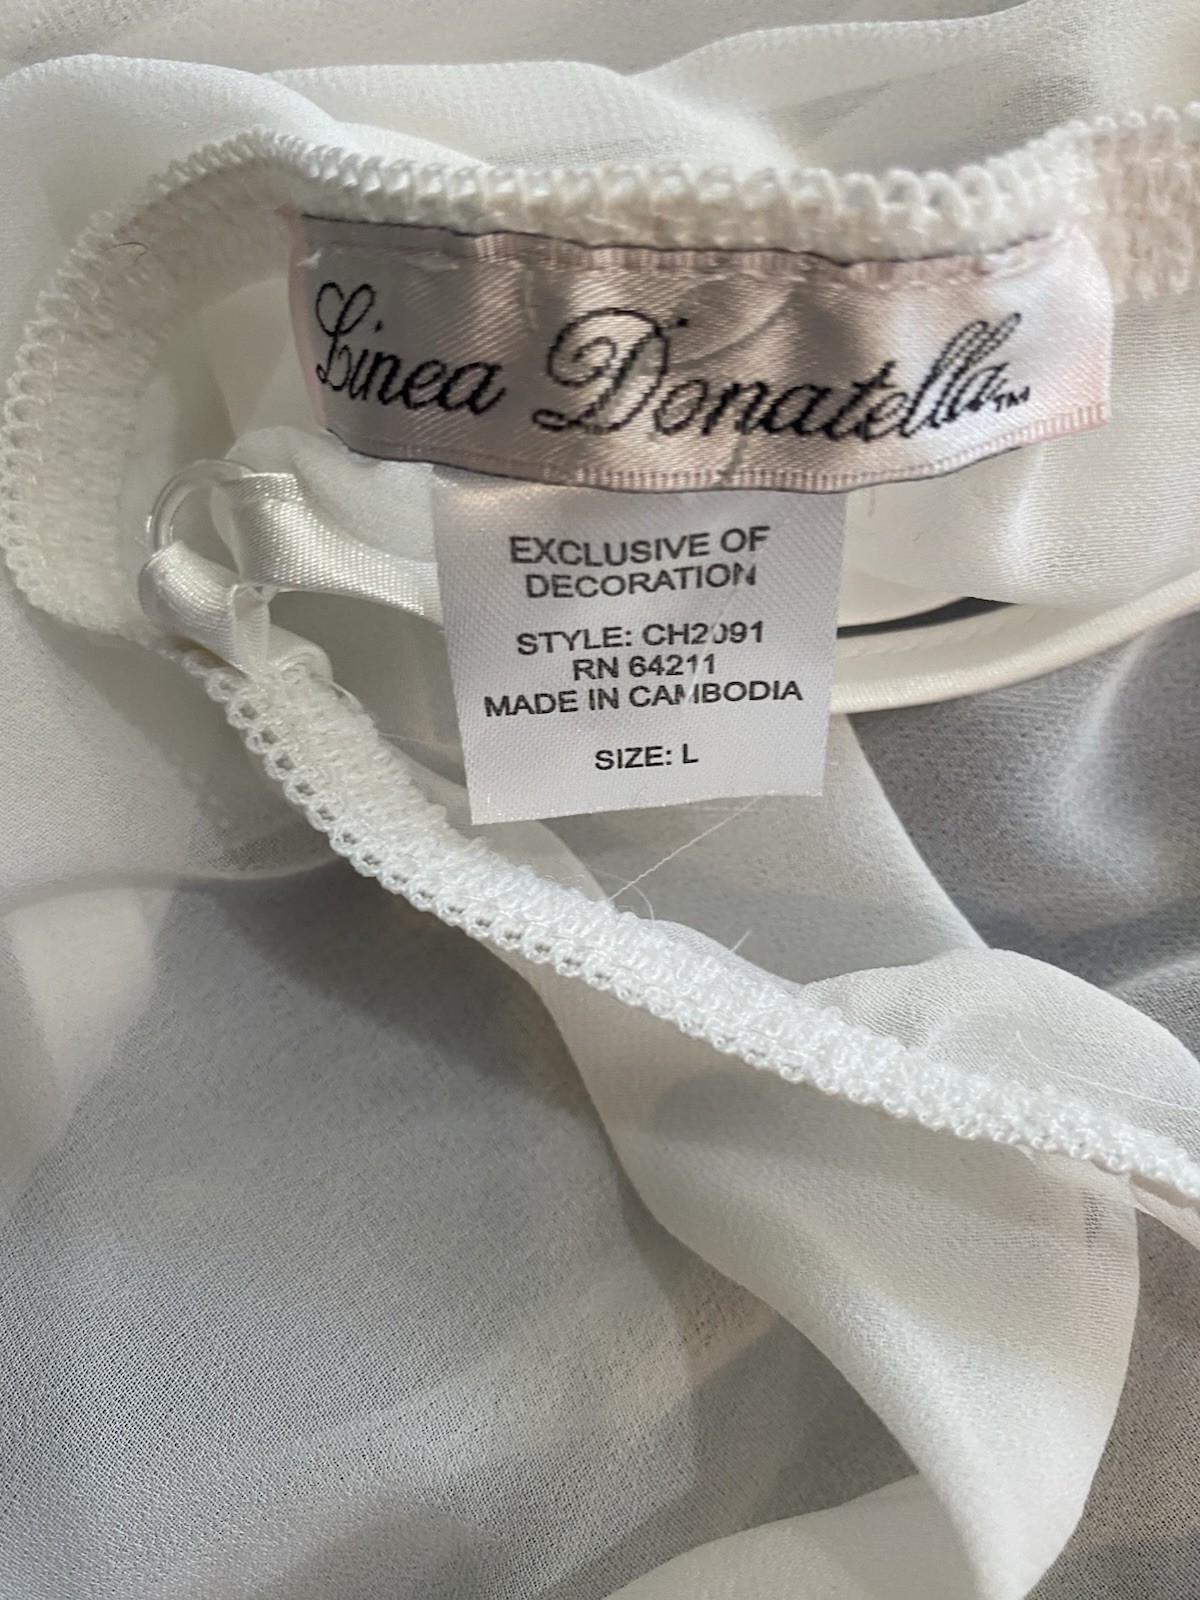 Linea Donatella™
EXCLUSIVE OF
DECORATION
STYLE: CH2091
RN 64211
MADE IN CAMBODIA
SIZE: L